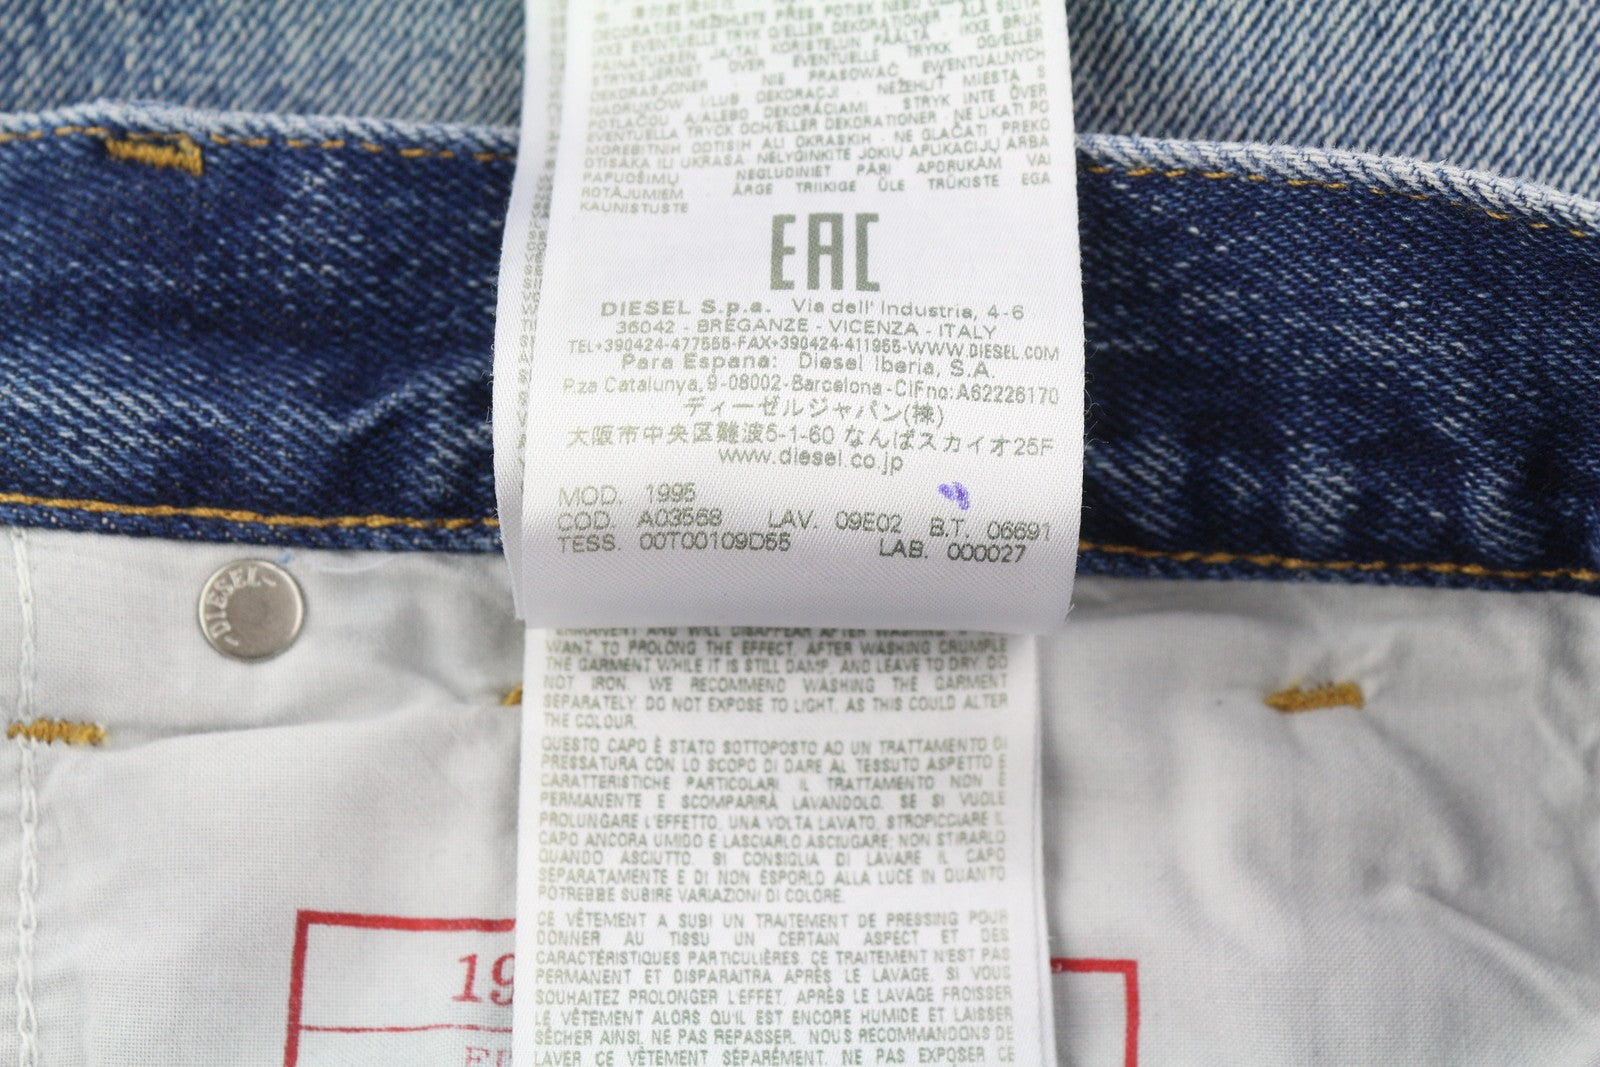 DECORATIES NEŽEHLETE PŘES POTISK NEBO
IKKE EVENTUELLE TRYK O/ELLER DEKORATIONER ÄLÄ SILITÄ
PAINATUKEEN JA/TAI KORISTELUN PÄÄLTÄ - IKKE BRUK
STRYKEJERNET OVER EVENTUELLE TRYKK OG/ELLER
DEKORASJONER NIE PRASOWAĆ EWENTUALNYCH
NADRUKÓW I/LUB DEKORACJI - NEŽEHLIŤ MIESTA S
POTLAČOU A/ALEBO DEKORÁCIAMI - STRYK INTE ÖVER
EVENTUELLA TRYCK OCH/ELLER DEKORATIONER - NE LIKATI PO
MOREBITNIH ODTISIH ALI OKRASKIH - NE GLAČATI PREKO
OTISAKA ILI UKRASA NELYGINKITE JOKIŲ APLIKACIJŲ ARBA
PAPUOŠIMŲ NEGLUDINIET PĀRI APDRUKĀM VAI
ROTĀJUMIEM ÄRGE TRIIKIGE ÜLE TRÜKISTE EGA
KAUNISTUSTE
EAC
DIESEL S.p.a. Via dell' Industria, 4-6
36042 - BREGANZE - VICENZA - ITALY
TEL+390424-477555-FAX+390424-411955-WWW.DIESEL.COM
Para Espana: Diesel Iberia, S.A.
P.za Catalunya, 9-08002-Barcelona-CIFno:A62226170
ディーゼルジャパン(株)
大阪市中央区難波5-1-60 なんばスカイオ25F
www.diesel.co.jp
MOD. 1995
COD. A03568 LAV. 09E02 B.T. 06691
TESS. 00T00109D55 LAB. 000027
DIESEL
PERMANENT AND WILL DISAPPEAR AFTER WASHING.
WANT TO PROLONG THE EFFECT, AFTER WASHING CRUMPLE
THE GARMENT WHILE IT IS STILL DAMP, AND LEAVE TO DRY. DO
NOT IRON. WE RECOMMEND WASHING THE GARMENT
SEPARATELY. DO NOT EXPOSE TO LIGHT, AS THIS COULD ALTER
THE COLOUR.
QUESTO CAPO È STATO SOTTOPOSTO AD UN TRATTAMENTO DI
PRESSATURA CON LO SCOPO DI DARE AL TESSUTO ASPETTO E
CARATTERISTICHE PARTICOLARI. IL TRATTAMENTO NON È
PERMANENTE E SCOMPARIRÀ LAVANDOLO. SE SI VUOLE
PROLUNGARE L'EFFETTO, UNA VOLTA LAVATO, STROPICCIARE IL
CAPO ANCORA UMIDO E LASCIARLO ASCIUGARE; NON STIRARLO
QUANDO ASCIUTTO. SI CONSIGLIA DI LAVARE IL CAPO
SEPARATAMENTE E DI NON ESPORLO ALLA LUCE IN QUANTO
POTREBBE SUBIRE VARIAZIONI DI COLORE.
CE VÊTEMENT A SUBI UN TRAITEMENT DE PRESSING POUR
DONNER AU TISSU UN CERTAIN ASPECT ET DES
CARACTÉRISTIQUES PARTICULIÈRES. CE TRAITEMENT N'EST PAS
PERMANENT ET DISPARAITRA APRÈS LE LAVAGE. SI VOUS
SOUHAITEZ PROLONGER L'EFFET, APRÈS LE LAVAGE FROISSER
LE VÊTEMENT ALORS QU'IL EST ENCORE HUMIDE ET LAISSER
SÉCHER AINSI. NE PAS REPASSER. NOUS RECOMMANDONS DE
LAVER CE VÊTEMENT SÉPARÉMENT. NE PAS EXPOSER CE
19